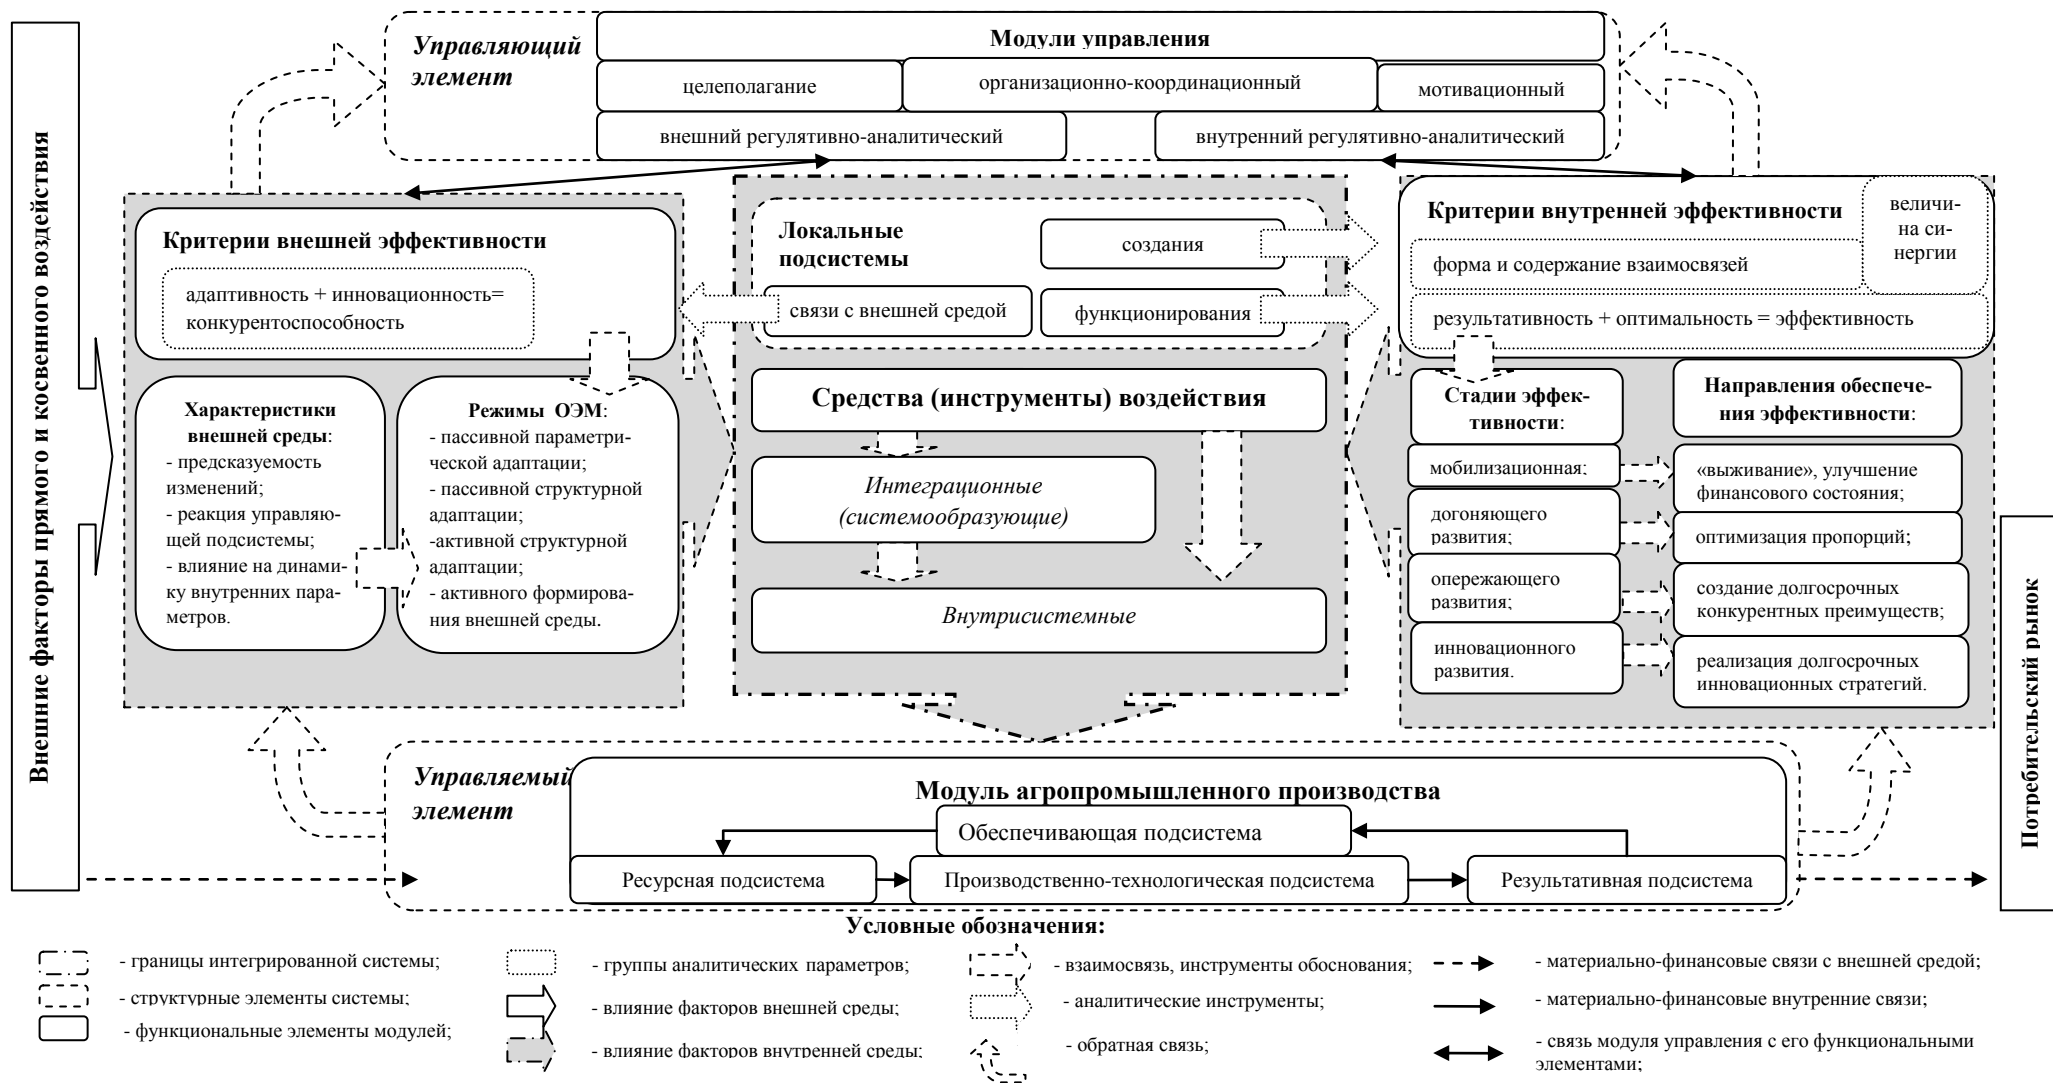 Внешние факторы прямого и косвенного воздействия
Управляющий
элемент
Модули управления
целеполагание
организационно-координационный
мотивационный
внешний регулятивно-аналитический
внутренний регулятивно-аналитический
Критерии внешней эффективности
адаптивность + инновационность=
конкурентоспособность
Характеристики
внешней среды:
- предсказуемость
изменений;
- реакция управляю-
щей подсистемы;
- влияние на динами-
ку внутренних пара-
метров.
Режимы ОЭМ:
- пассивной параметри-
ческой адаптации;
- пассивной структурной
адаптации;
-активной структурной
адаптации;
- активного формирова-
ния внешней среды.
Локальные
подсистемы
создания
связи с внешней средой
функционирования
Средства (инструменты) воздействия
Интеграционные
(системообразующие)
Внутрисистемные
Критерии внутренней эффективности
величи-
на си-
нергии
форма и содержание взаимосвязей
результативность + оптимальность = эффективность
Стадии эффек-
тивности:
мобилизационная;
догоняющего
развития;
опережающего
развития;
инновационного
развития.
Направления обеспече-
ния эффективности:
«выживание», улучшение
финансового состояния;
оптимизация пропорций;
создание долгосрочных
конкурентных преимуществ;
реализация долгосрочных
инновационных стратегий.
Потребительский рынок
Управляемый
элемент
Модуль агропромышленного производства
Обеспечивающая подсистема
Ресурсная подсистема
Производственно-технологическая подсистема
Результативная подсистема
Условные обозначения:
- границы интегрированной системы;
- структурные элементы системы;
- функциональные элементы модулей;
- группы аналитических параметров;
- влияние факторов внешней среды;
- влияние факторов внутренней среды;
- взаимосвязь, инструменты обоснования;
- аналитические инструменты;
- обратная связь;
- материально-финансовые связи с внешней средой;
- материально-финансовые внутренние связи;
- связь модуля управления с его функциональными
элементами;